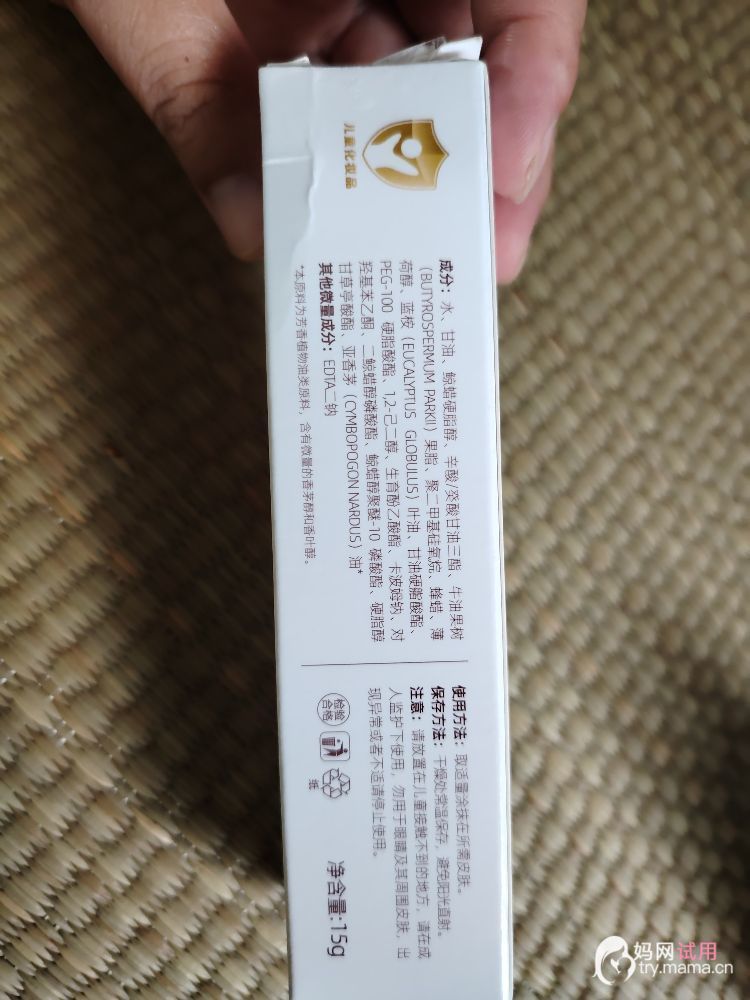 儿童化妆品
成分：水、甘油、鲸蜡硬脂醇、辛酸/癸酸甘油三酯、牛油果树
（BUTYROSPERMUM PARKII）果脂、聚二甲基硅氧烷、蜂蜡、薄
荷醇、蓝桉（EUCALYPTUS GLOBULUS）叶油、甘油硬脂酸酯、
PEG-100 硬脂酸酯、1,2-己二醇、生育酚乙酸酯、卡波姆钠、对
羟基苯乙酮、二鲸蜡醇磷酸酯、鲸蜡醇聚醚-10 磷酸酯、硬脂醇
甘草亭酸酯、亚香茅（CYMBOPOGON NARDUS）油*
其他微量成分：EDTA二钠
*本原料为芳香植物油类原料，含有微量的香茅醇和香叶醇。
使用方法：取适量涂抹在所需皮肤。
保存方法：干燥处常温保存，避免阳光直射。
注意：请放置在儿童接触不到的地方，请在成
人监护下使用，勿用于眼睛及其周围皮肤，出
现异常或者不适请停止使用。
检验
合格
纸
净含量:15g
妈网试用
try.mama.cn